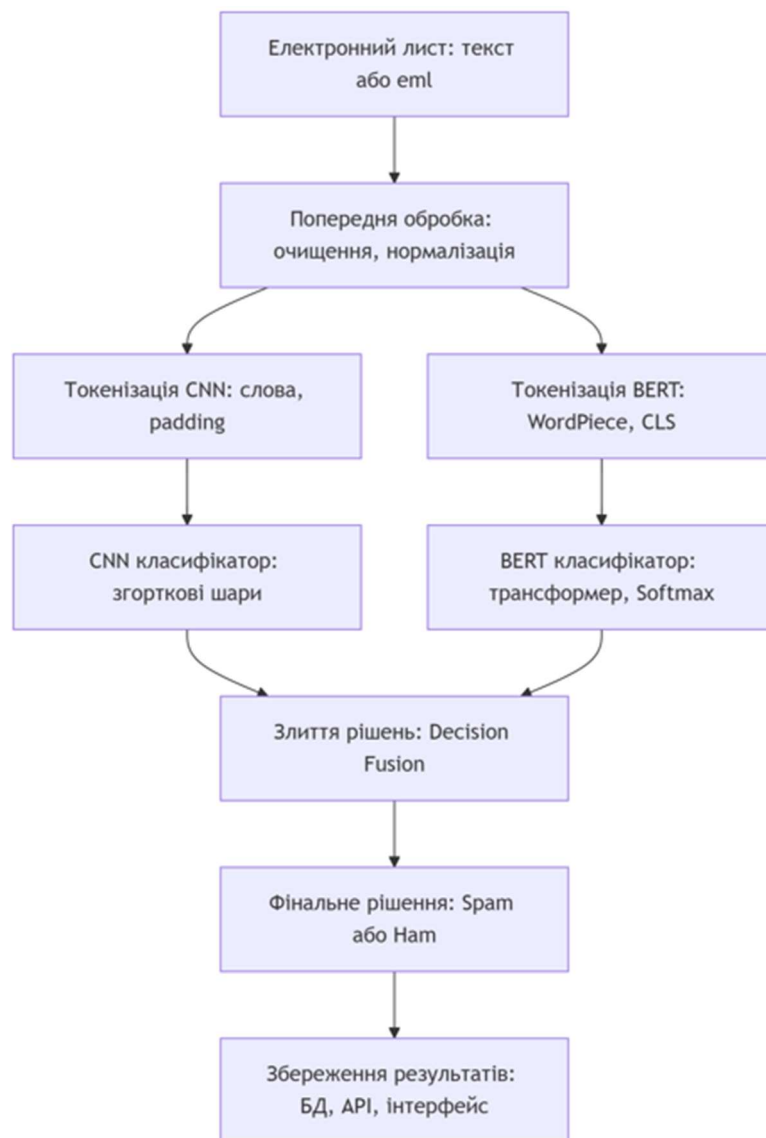 Електронний лист: текст
або eml
Попередня обробка:
очищення, нормалізація
Токенізація CNN: слова,
padding
Токенізація BERT:
WordPiece, CLS
CNN класифікатор:
згорткові шари
BERT класифікатор:
трансформер, Softmax
Злиття рішень: Decision
Fusion
Фінальне рішення: Spam
або Ham
Збереження результатів:
БД, API, інтерфейс